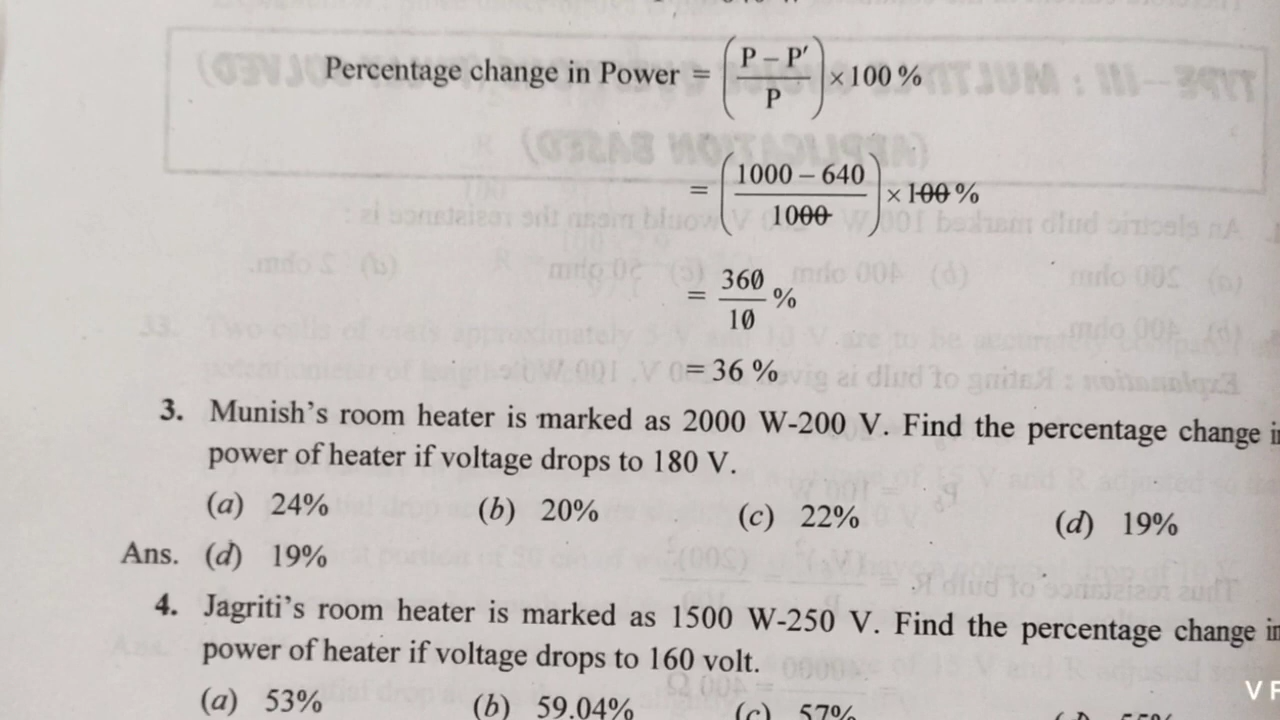 Percentage change in Power = (P – P′ / P) × 100 %
= (1000 – 640 / 1000) × 100 %
= 360 / 10 %
= 36 %
3. Munish's room heater is marked as 2000 W-200 V. Find the percentage change
power of heater if voltage drops to 180 V.
(a) 24% (b) 20% (c) 22% (d) 19%
Ans. (d) 19%
4. Jagriti's room heater is marked as 1500 W-250 V. Find the percentage change
power of heater if voltage drops to 160 volt.
(a) 53% (b) 59.04% (c) 57%